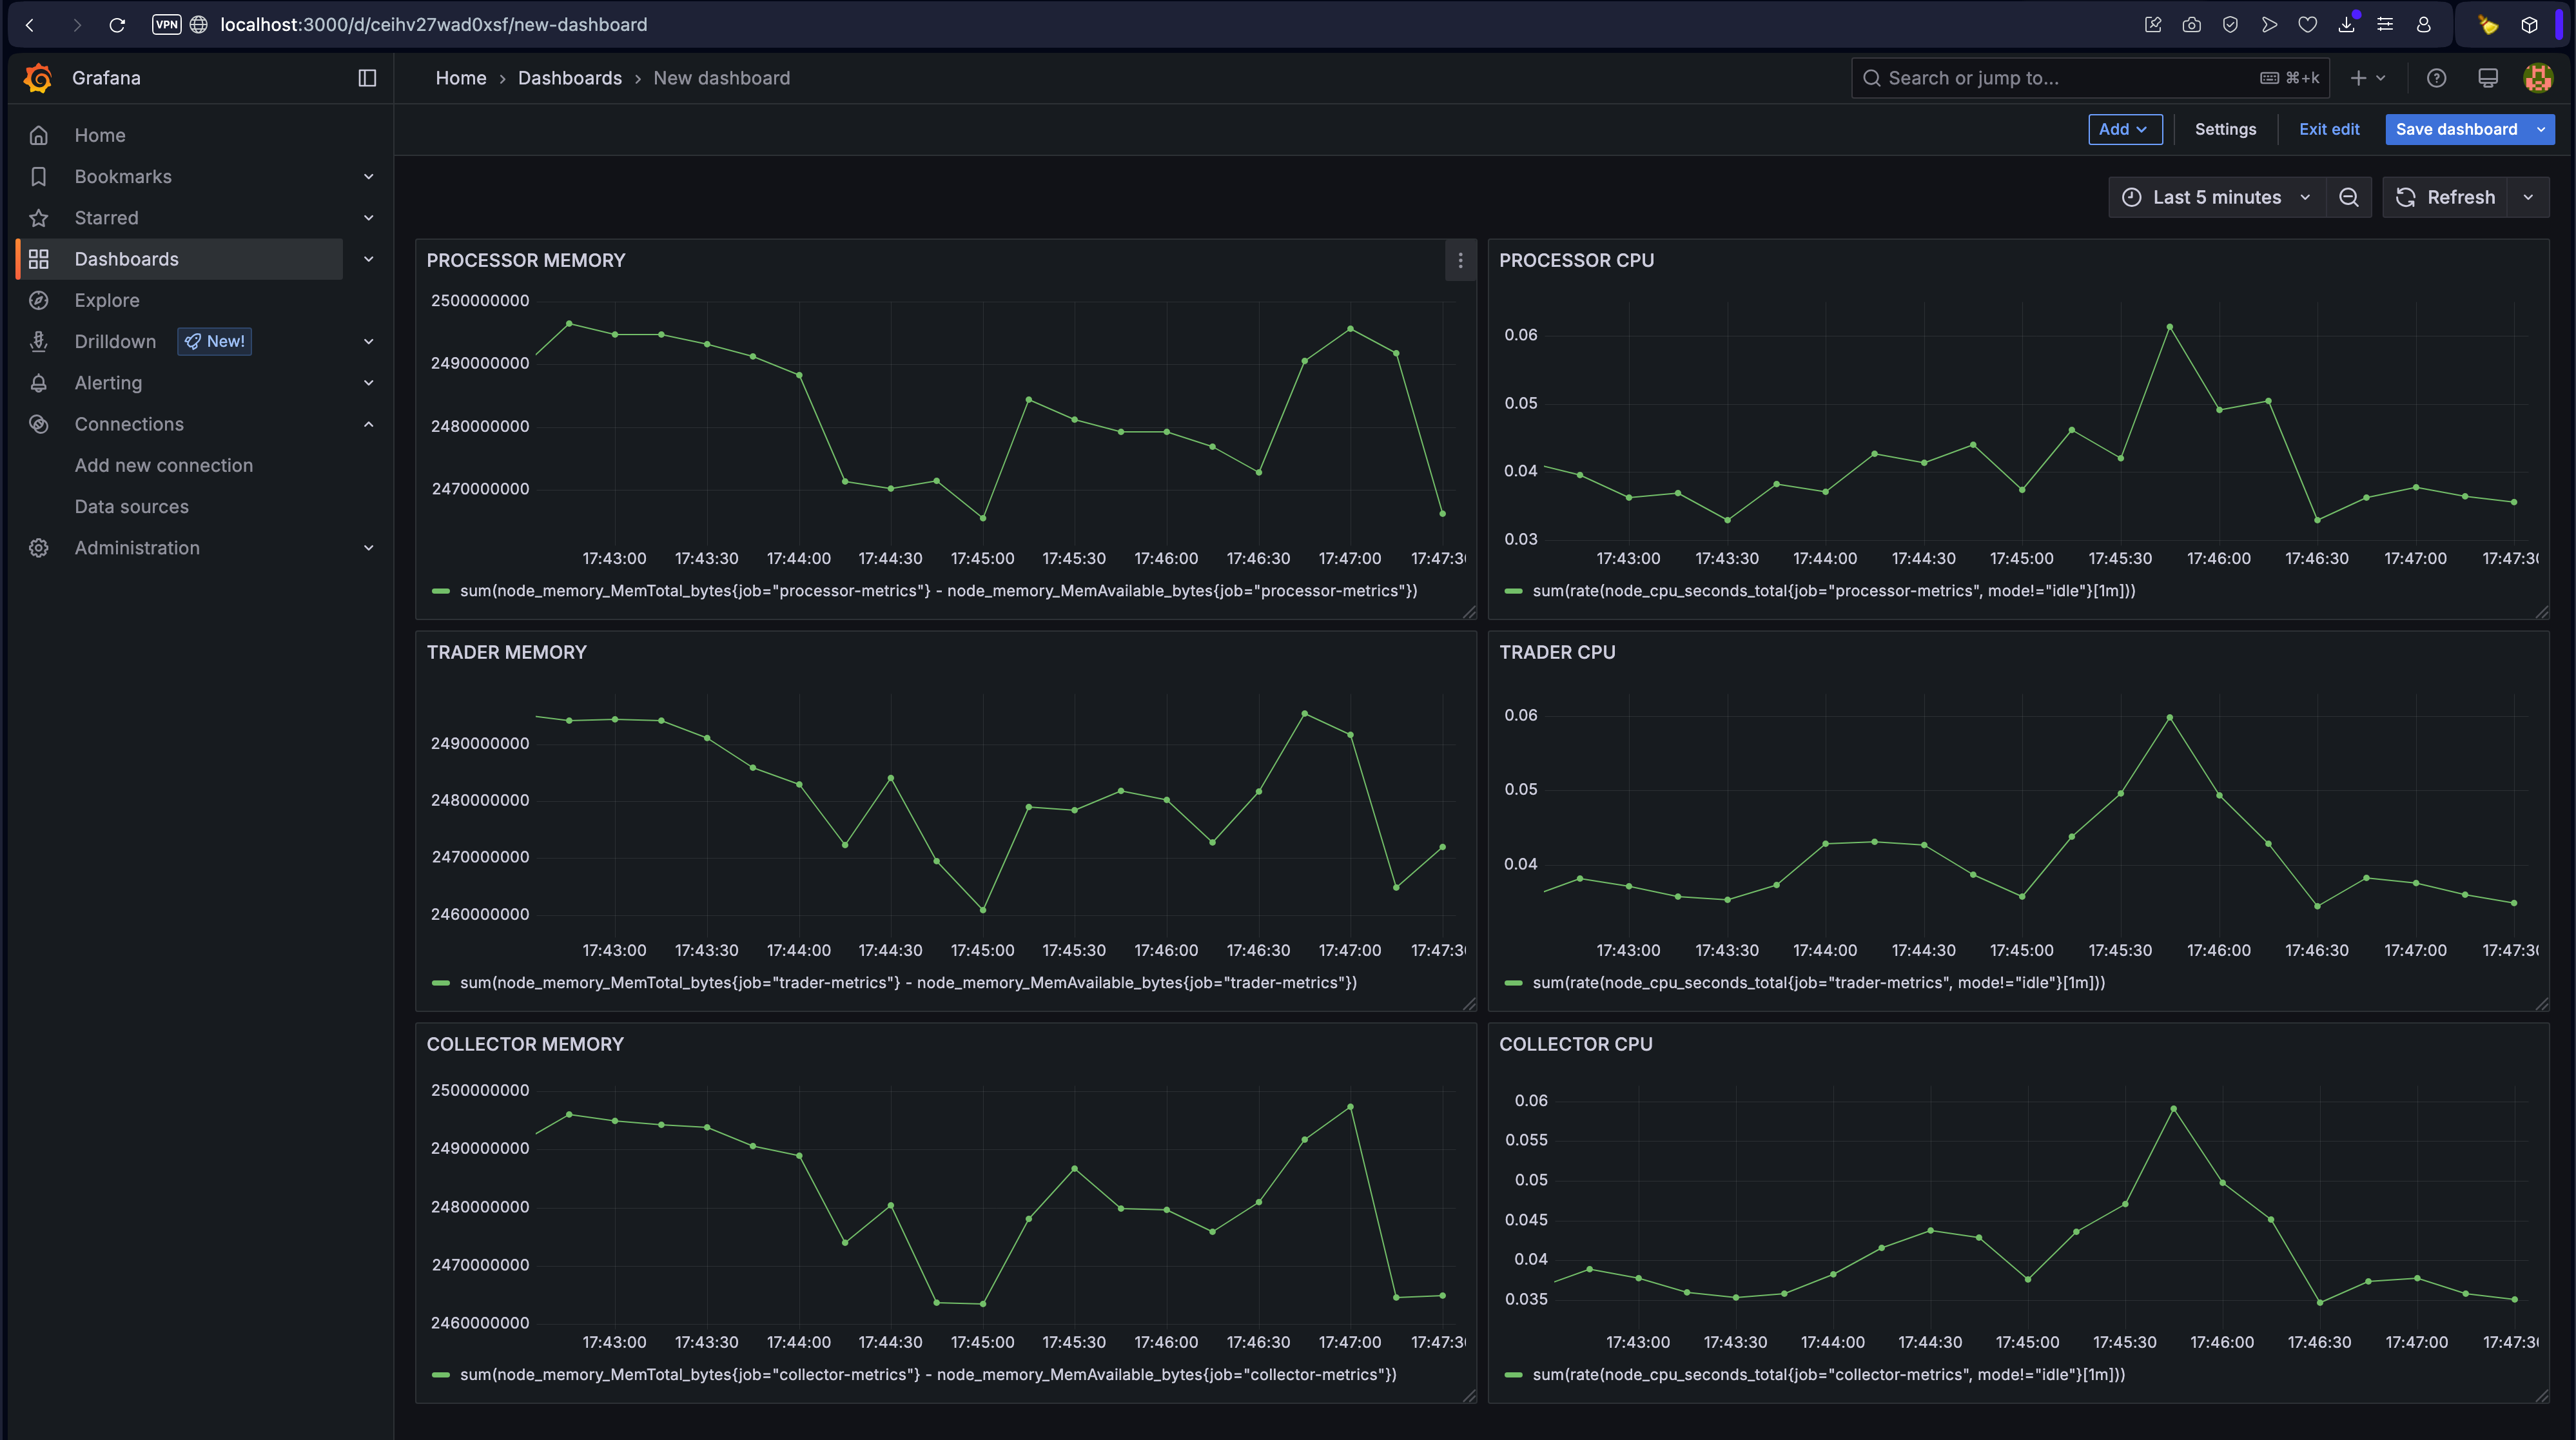 VPN localhost:3000/d/ceihv27wad0xsf/new-dashboard
Grafana
Home › Dashboards › New dashboard
Search or jump to... ⌘+k
Add Settings Exit edit Save dashboard
Last 5 minutes Refresh
Home
Bookmarks
Starred
Dashboards
Explore
Drilldown New!
Alerting
Connections
Add new connection
Data sources
Administration
PROCESSOR MEMORY
2500000000
2490000000
2480000000
2470000000
17:43:00 17:43:30 17:44:00 17:44:30 17:45:00 17:45:30 17:46:00 17:46:30 17:47:00 17:47:3
sum(node_memory_MemTotal_bytes{job="processor-metrics"} - node_memory_MemAvailable_bytes{job="processor-metrics"})
PROCESSOR CPU
0.06
0.05
0.04
0.03
17:43:00 17:43:30 17:44:00 17:44:30 17:45:00 17:45:30 17:46:00 17:46:30 17:47:00 17:47:3
sum(rate(node_cpu_seconds_total{job="processor-metrics", mode!="idle"}[1m]))
TRADER MEMORY
2490000000
2480000000
2470000000
2460000000
17:43:00 17:43:30 17:44:00 17:44:30 17:45:00 17:45:30 17:46:00 17:46:30 17:47:00 17:47:3
sum(node_memory_MemTotal_bytes{job="trader-metrics"} - node_memory_MemAvailable_bytes{job="trader-metrics"})
TRADER CPU
0.06
0.05
0.04
17:43:00 17:43:30 17:44:00 17:44:30 17:45:00 17:45:30 17:46:00 17:46:30 17:47:00 17:47:3
sum(rate(node_cpu_seconds_total{job="trader-metrics", mode!="idle"}[1m]))
COLLECTOR MEMORY
2500000000
2490000000
2480000000
2470000000
2460000000
17:43:00 17:43:30 17:44:00 17:44:30 17:45:00 17:45:30 17:46:00 17:46:30 17:47:00 17:47:3
sum(node_memory_MemTotal_bytes{job="collector-metrics"} - node_memory_MemAvailable_bytes{job="collector-metrics"})
COLLECTOR CPU
0.06
0.055
0.05
0.045
0.04
0.035
17:43:00 17:43:30 17:44:00 17:44:30 17:45:00 17:45:30 17:46:00 17:46:30 17:47:00 17:47:3
sum(rate(node_cpu_seconds_total{job="collector-metrics", mode!="idle"}[1m]))